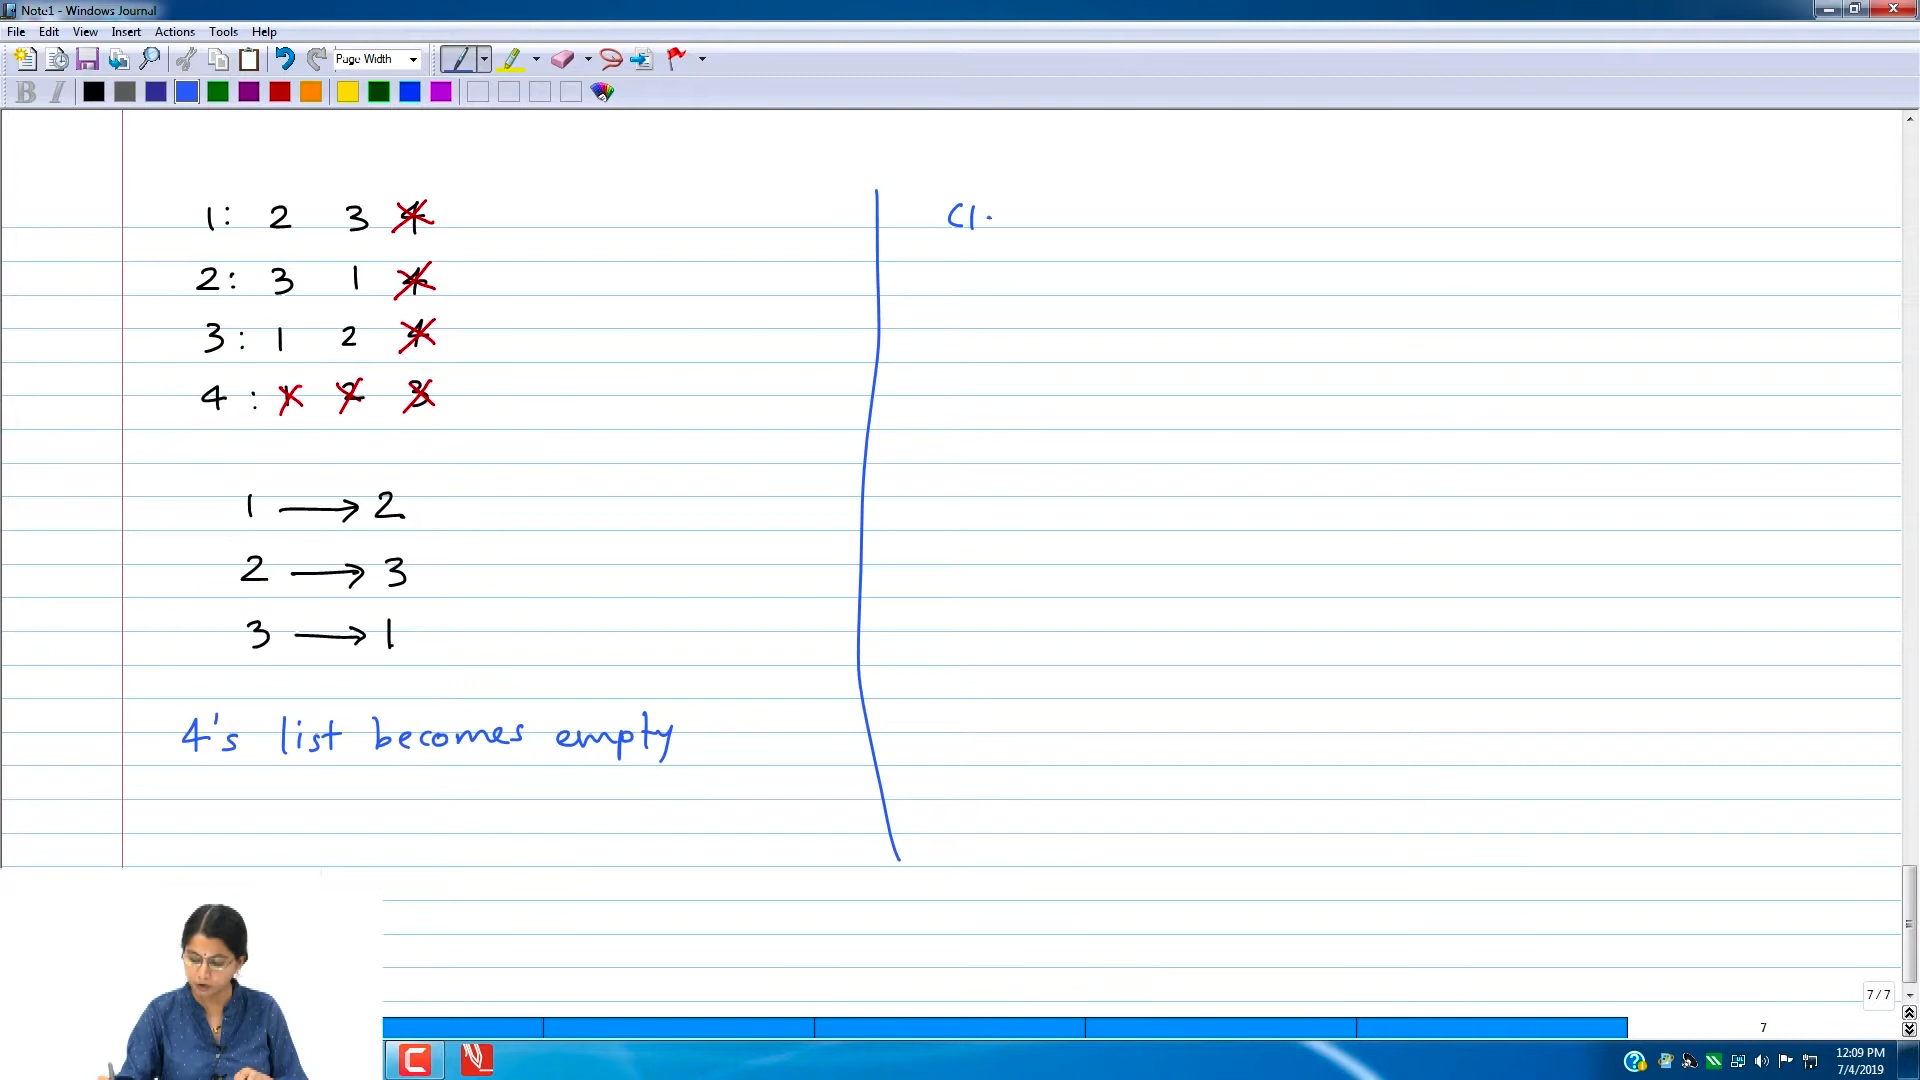 Note1 - Windows Journal
File Edit View Insert Actions Tools Help
Page Width
B I
1: 2 3 4
2: 3 1 4
3: 1 2 4
4: 1 2 3
1 → 2
2 → 3
3 → 1
4's list becomes empty
Cl.
7 / 7
7
12:09 PM
7/4/2019